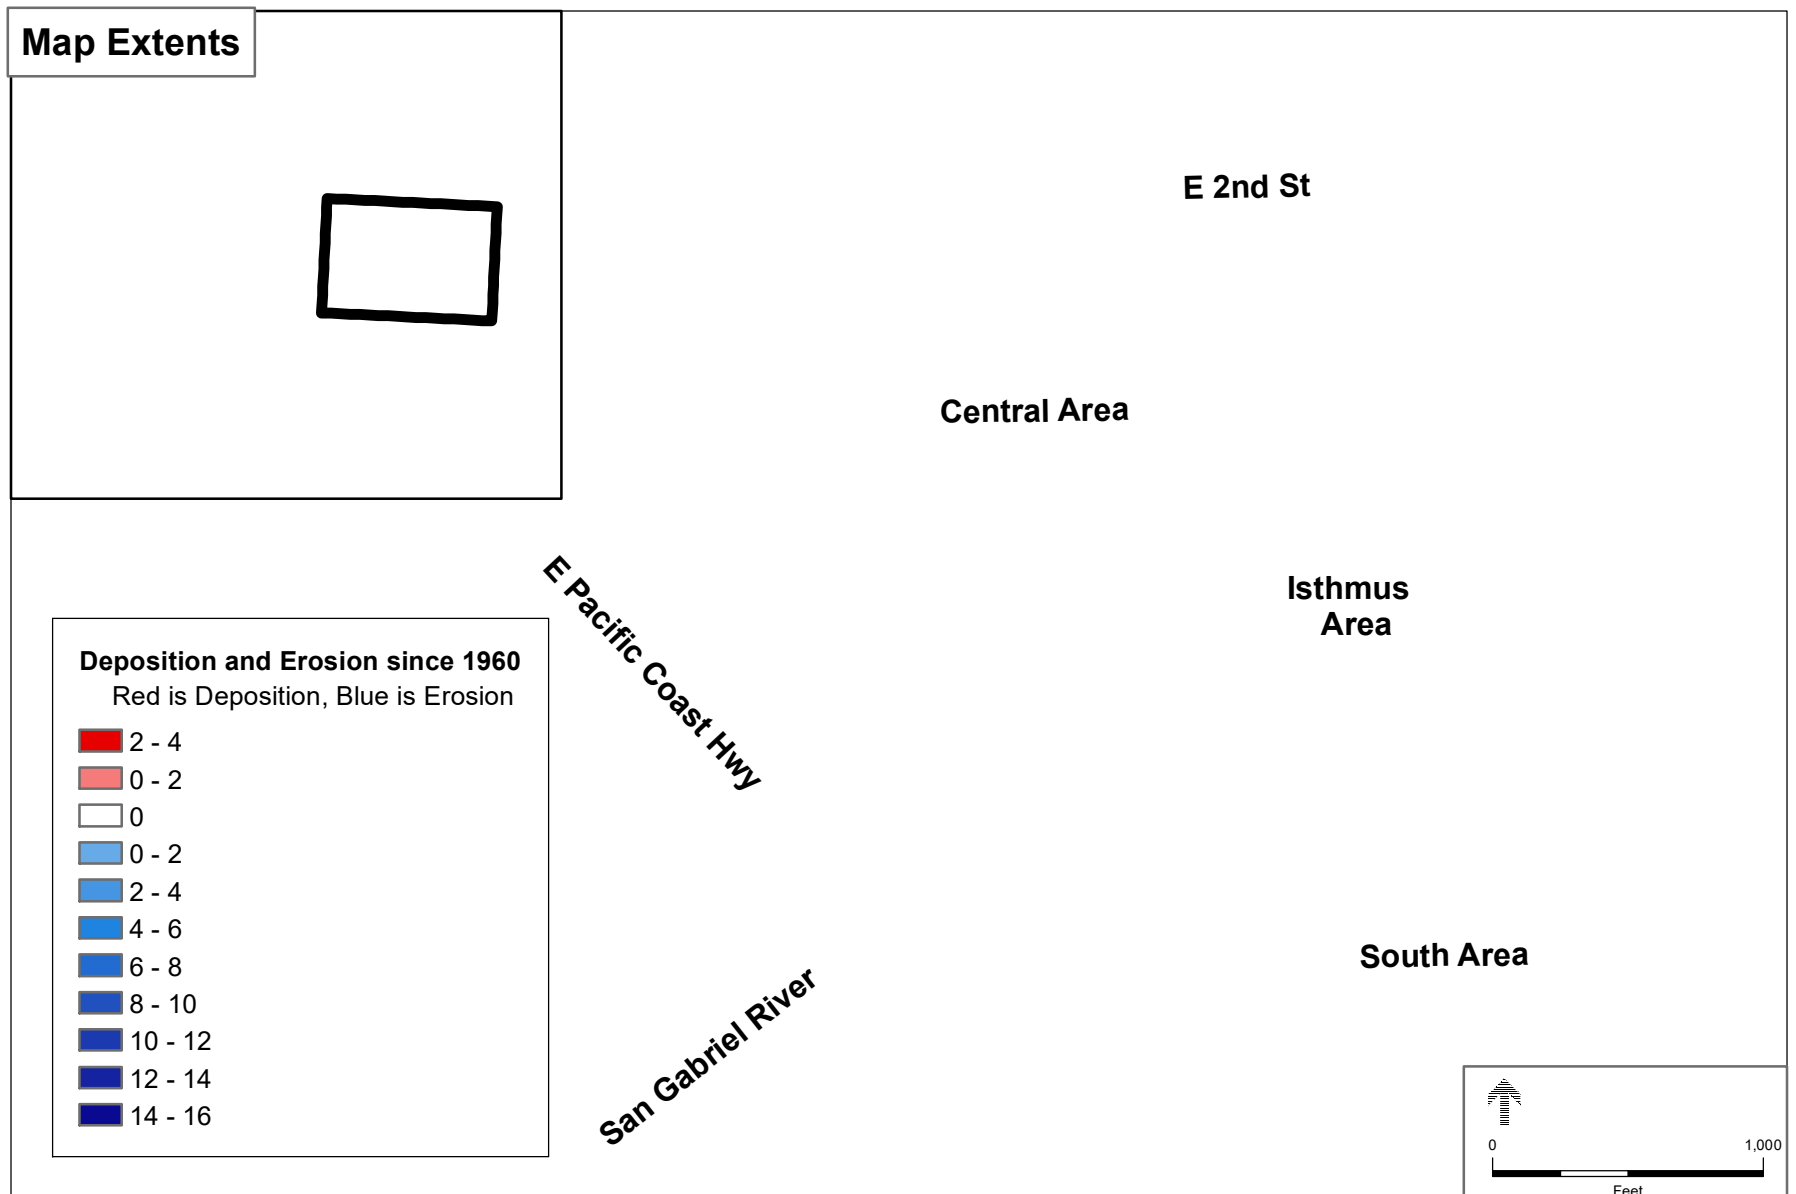 Map Extents
E 2nd St
Central Area
E Pacific Coast Hwy
Isthmus
Area
Deposition and Erosion since 1960
Red is Deposition, Blue is Erosion
2 - 4
0 - 2
0
0 - 2
2 - 4
4 - 6
6 - 8
8 - 10
10 - 12
12 - 14
14 - 16
South Area
San Gabriel River
0 1,000
Feet